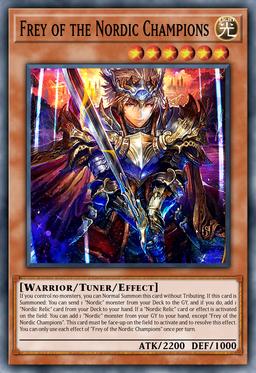 FREY OF THE NORDIC CHAMPIONS
光
[WARRIOR/TUNER/EFFECT]
If you control no monsters, you can Normal Summon this card without Tributing. If this card is
Summoned: You can send 1 "Nordic" monster from your Deck to the GY, and if you do, add 1
"Nordic Relic" card from your Deck to your hand. If a "Nordic Relic" card or effect is activated
on the field: You can add 1 "Nordic" monster from your GY to your hand, except "Frey of the
Nordic Champions". This card must be face-up on the field to activate and to resolve this effect.
You can only use each effect of "Frey of the Nordic Champions" once per turn.
ATK/2200 DEF/1000